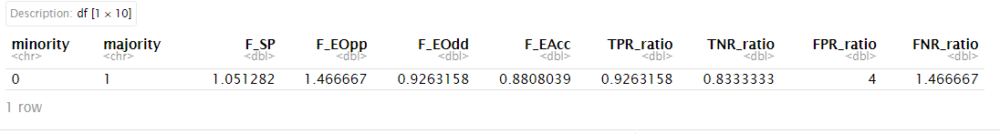 Description: df [1 × 10]
minority majority F_SP F_EOpp F_EOdd F_EAcc TPR_ratio TNR_ratio FPR_ratio FNR_ratio
<chr> <chr> <dbl> <dbl> <dbl> <dbl> <dbl> <dbl> <dbl> <dbl>
0 1 1.051282 1.466667 0.9263158 0.8808039 0.9263158 0.8333333 4 1.466667
1 row